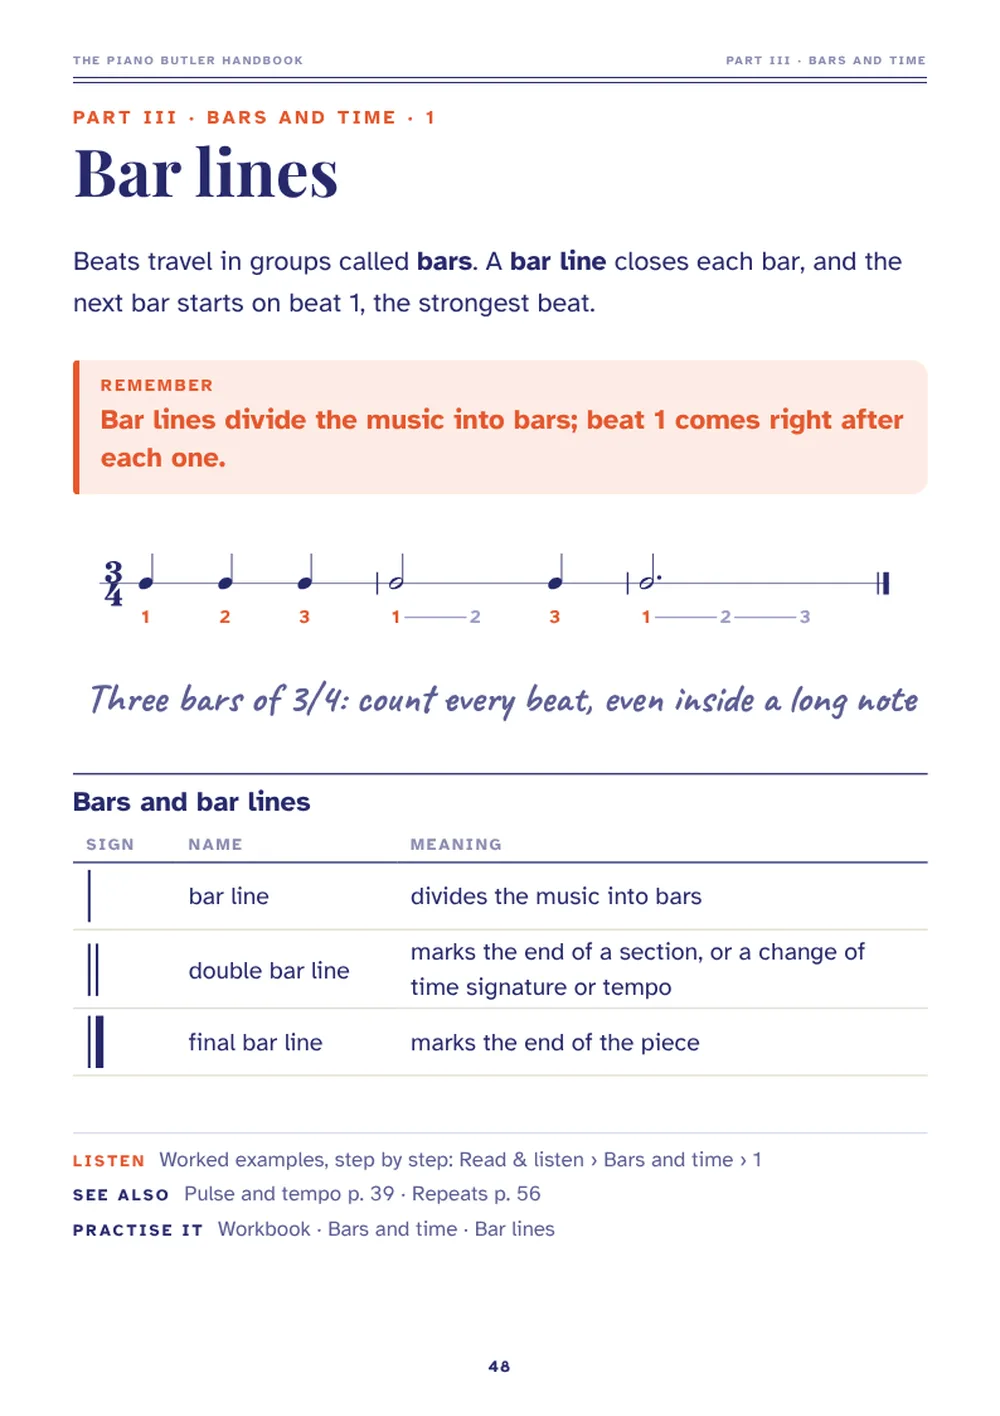 THE PIANO BUTLER HANDBOOK
PART III · BARS AND TIME
PART III · BARS AND TIME · 1
Bar lines
Beats travel in groups called bars. A bar line closes each bar, and the
next bar starts on beat 1, the strongest beat.
REMEMBER
Bar lines divide the music into bars; beat 1 comes right after
each one.
3
4
1 2 3 1 2 3 1 2 3
Three bars of 3/4: count every beat, even inside a long note
Bars and bar lines
SIGN NAME MEANING
bar line divides the music into bars
double bar line marks the end of a section, or a change of
time signature or tempo
final bar line marks the end of the piece
LISTEN Worked examples, step by step: Read & listen › Bars and time › 1
SEE ALSO Pulse and tempo p. 39 · Repeats p. 56
PRACTISE IT Workbook · Bars and time · Bar lines
48